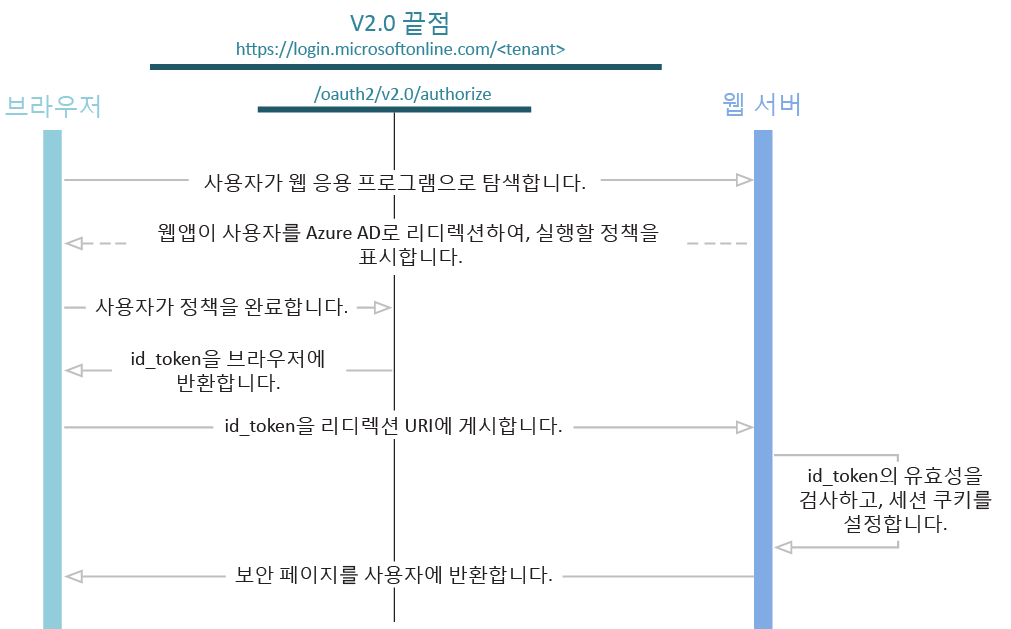 V2.0 끝점
https://login.microsoftonline.com/<tenant>
/oauth2/v2.0/authorize
브라우저
웹 서버
사용자가 웹 응용 프로그램으로 탐색합니다.
웹앱이 사용자를 Azure AD로 리디렉션하여, 실행할 정책을
표시합니다.
사용자가 정책을 완료합니다.
id_token을 브라우저에
반환합니다.
id_token을 리디렉션 URI에 게시합니다.
id_token의 유효성을
검사하고, 세션 쿠키를
설정합니다.
보안 페이지를 사용자에 반환합니다.